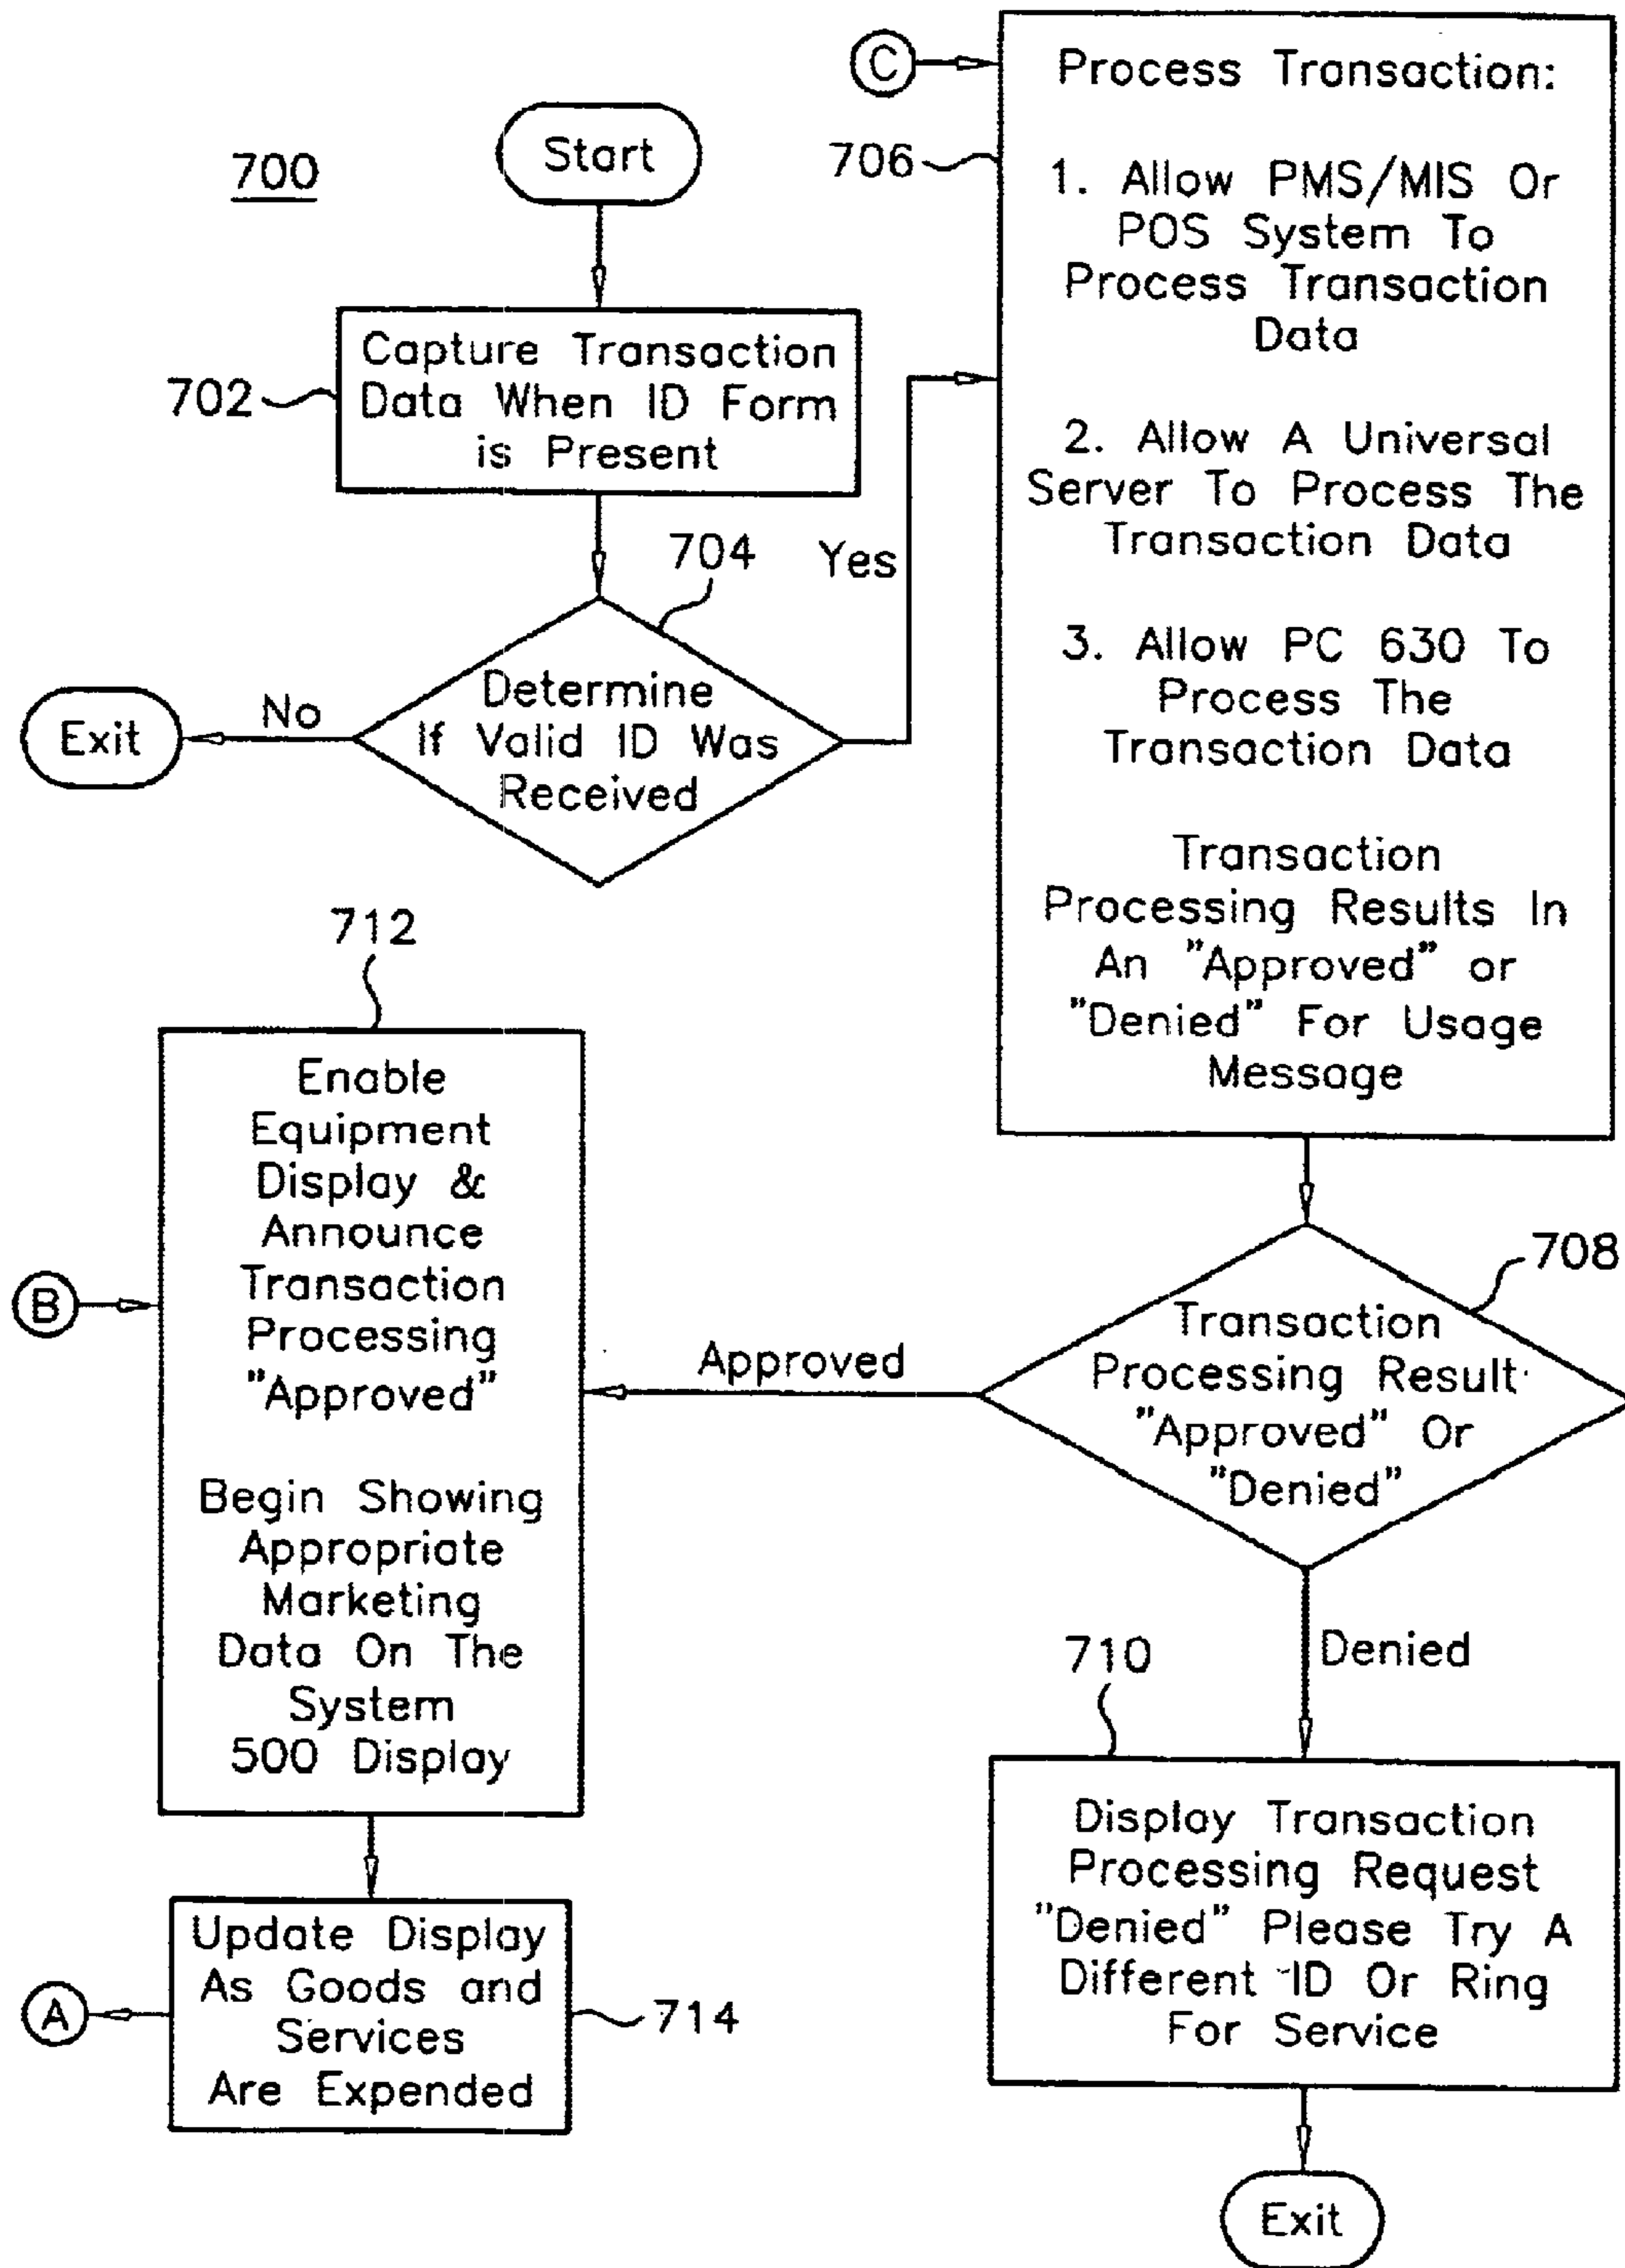 700
Start
702
Capture Transaction
Data When ID Form
is Present
704
Determine
If Valid ID Was
Received
No
Exit
Yes
C
706
Process Transaction:
1. Allow PMS/MIS Or
POS System To
Process Transaction
Data
2. Allow A Universal
Server To Process The
Transaction Data
3. Allow PC 630 To
Process The
Transaction Data
Transaction
Processing Results In
An "Approved" or
"Denied" For Usage
Message
708
Transaction
Processing Result
"Approved" Or
"Denied"
Approved
Denied
710
Display Transaction
Processing Request
"Denied" Please Try A
Different ID Or Ring
For Service
Exit
712
B
Enable
Equipment
Display &
Announce
Transaction
Processing
"Approved"
Begin Showing
Appropriate
Marketing
Data On The
System
500 Display
A
Update Display
As Goods and
Services
Are Expended
714